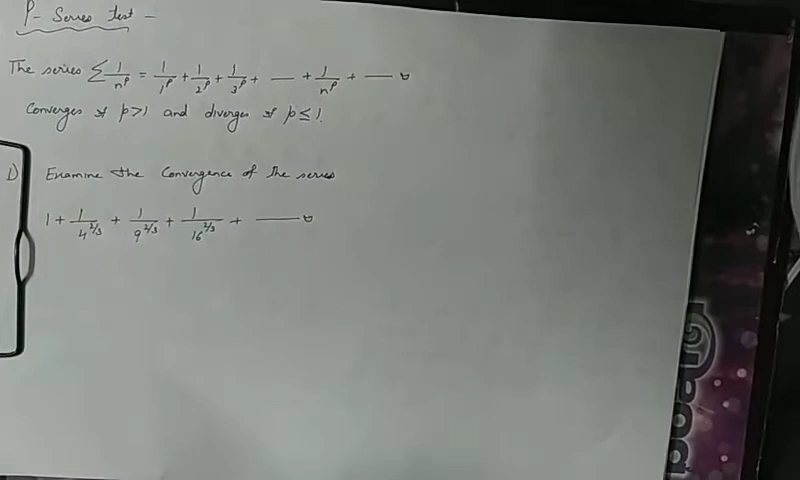 P- Series test -
The series ∑ 1/n^p = 1/1^p + 1/2^p + 1/3^p + — + 1/n^p + — ∞
Converges if p>1 and diverges if p≤1.
1) Examine the Convergence of the series
1 + 1/4^2/3 + 1/9^2/3 + 1/16^2/3 + — ∞